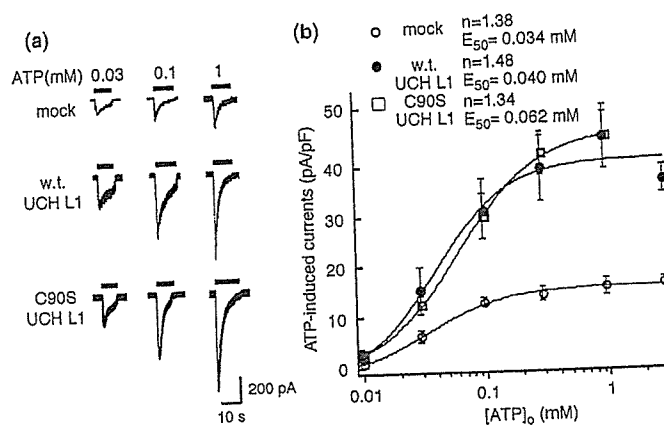 (a)
ATP(mM) 0.03 0.1 1
mock
w.t.
UCH L1
C90S
UCH L1
200 pA
10 s
(b)
mock n=1.38
E50= 0.034 mM
w.t. n=1.48
UCH L1 E50= 0.040 mM
C90S n=1.34
UCH L1 E50= 0.062 mM
ATP-induced currents (pA/pF)
50
40
30
20
10
0
0.01 0.1 1
[ATP]o (mM)